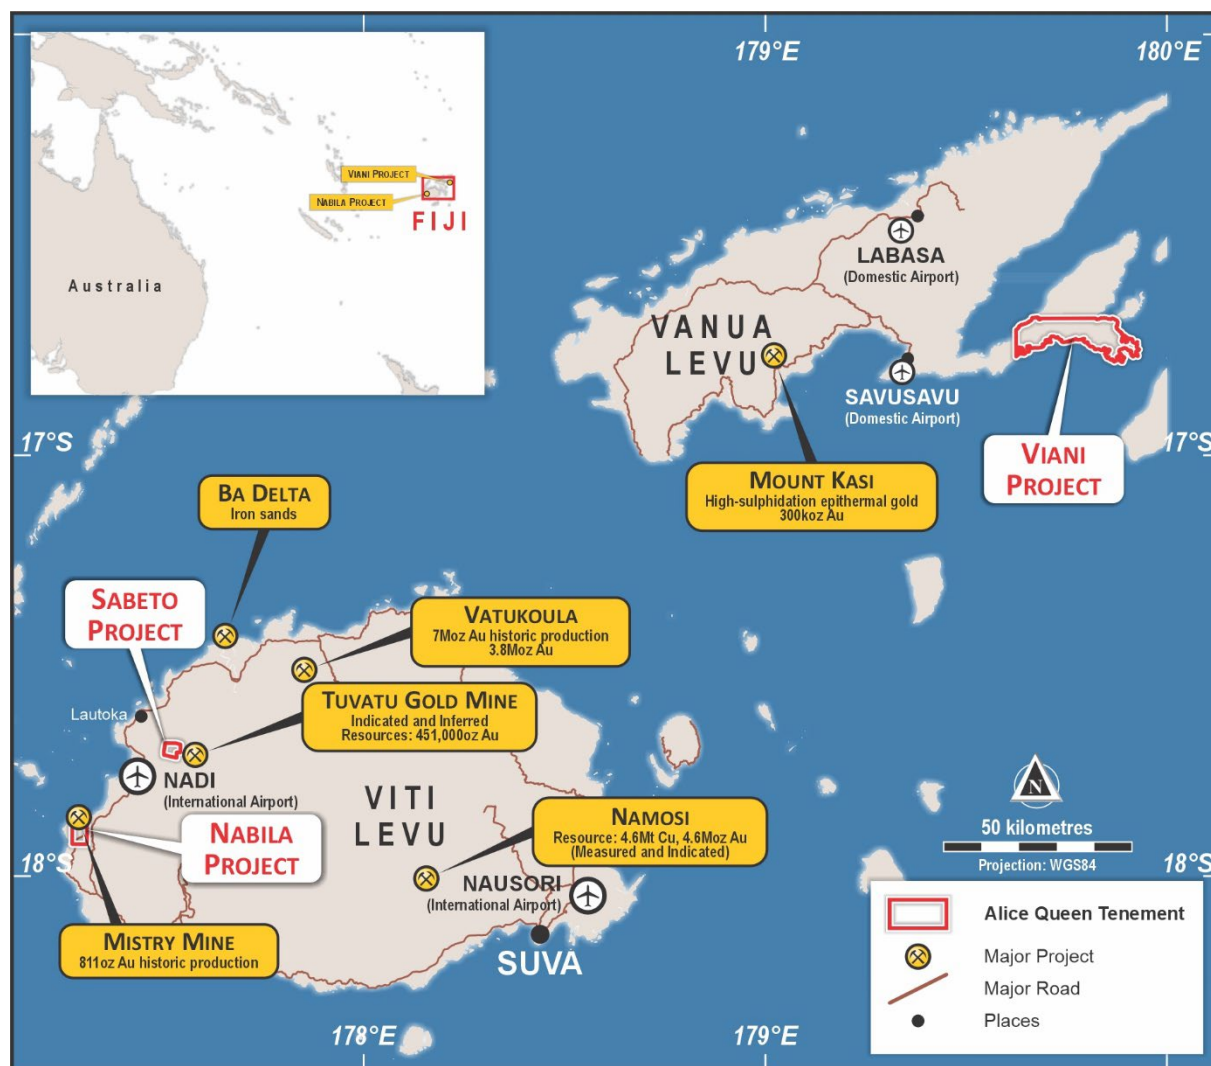 179°E
180°E
VIANI PROJECT
NABILA PROJECT
FIJI
Australia
LABASA
(Domestic Airport)
VANUA
LEVU
SAVUSAVU
(Domestic Airport)
17°S
17°S
VIANI
PROJECT
MOUNT KASI
High-sulphidation epithermal gold
300koz Au
BA DELTA
Iron sands
SABETO
PROJECT
VATUKOULA
7Moz Au historic production
3.8Moz Au
TUVATU GOLD MINE
Indicated and Inferred
Resources: 451,000oz Au
Lautoka
NADI
(International Airport)
VITI
LEVU
NABILA
PROJECT
NAMOSI
Resource: 4.6Mt Cu, 4.6Moz Au
(Measured and Indicated)
18°S
18°S
NAUSORI
(International Airport)
MISTRY MINE
811oz Au historic production
SUVA
178°E
179°E
N
50 kilometres
Projection: WGS84
Alice Queen Tenement
Major Project
Major Road
Places